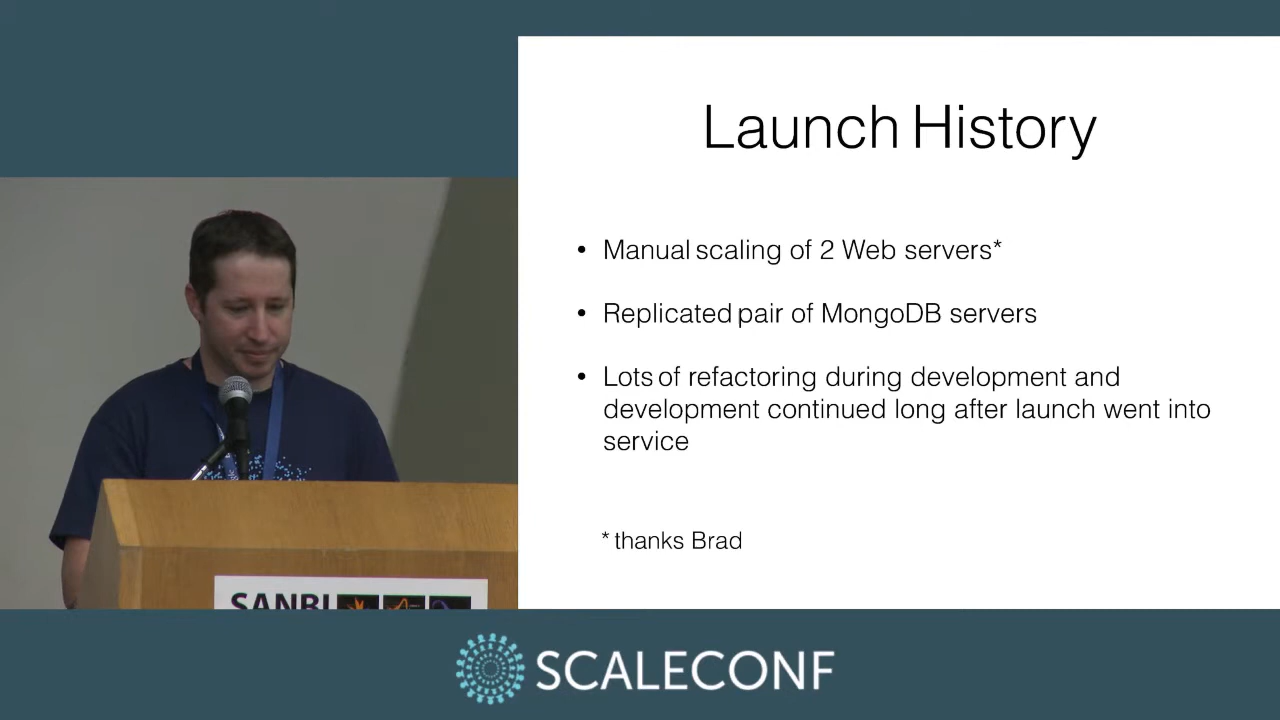 Launch History
• Manual scaling of 2 Web servers*
• Replicated pair of MongoDB servers
• Lots of refactoring during development and
development continued long after launch went into
service
* thanks Brad
SANBI
SCALECONF